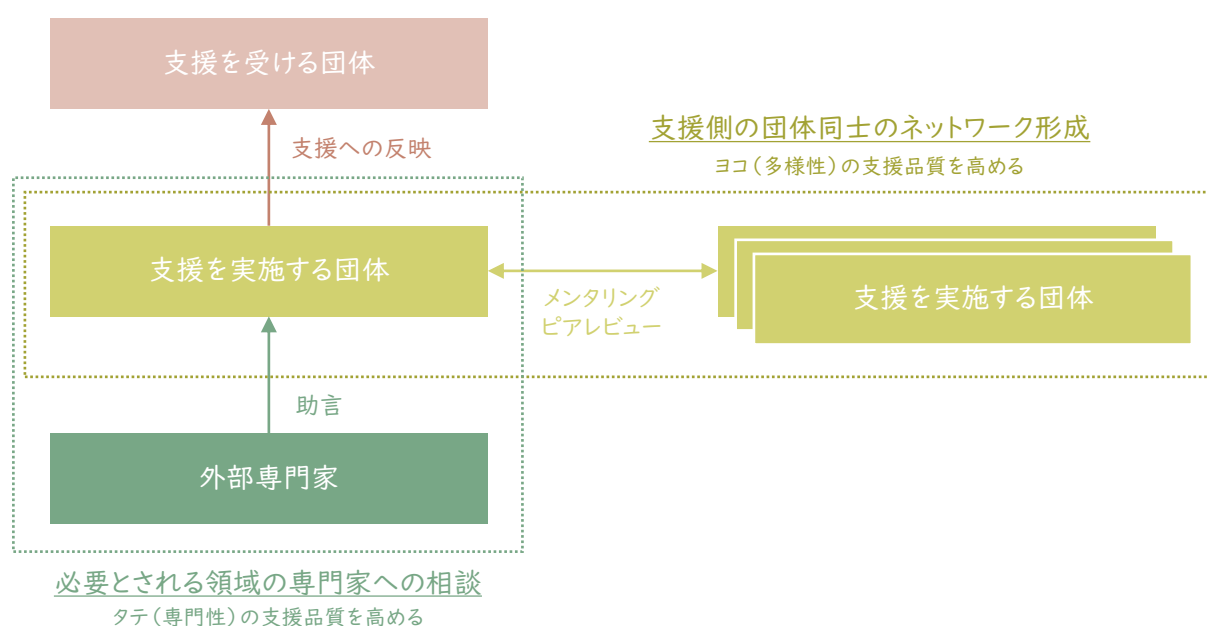 支援を受ける団体
支援への反映
支援側の団体同士のネットワーク形成
ヨコ（多様性）の支援品質を高める
支援を実施する団体
メンタリング
ピアレビュー
支援を実施する団体
助言
外部専門家
必要とされる領域の専門家への相談
タテ（専門性）の支援品質を高める